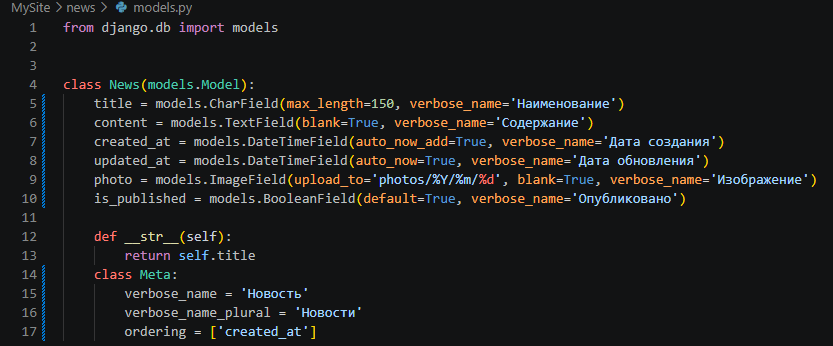 MySite > news > models.py
1 from django.db import models
2
3
4 class News(models.Model):
5     title = models.CharField(max_length=150, verbose_name='Наименование')
6     content = models.TextField(blank=True, verbose_name='Содержание')
7     created_at = models.DateTimeField(auto_now_add=True, verbose_name='Дата создания')
8     updated_at = models.DateTimeField(auto_now=True, verbose_name='Дата обновления')
9     photo = models.ImageField(upload_to='photos/%Y/%m/%d', blank=True, verbose_name='Изображение')
10     is_published = models.BooleanField(default=True, verbose_name='Опубликовано')
11
12     def __str__(self):
13         return self.title
14     class Meta:
15         verbose_name = 'Новость'
16         verbose_name_plural = 'Новости'
17         ordering = ['created_at']